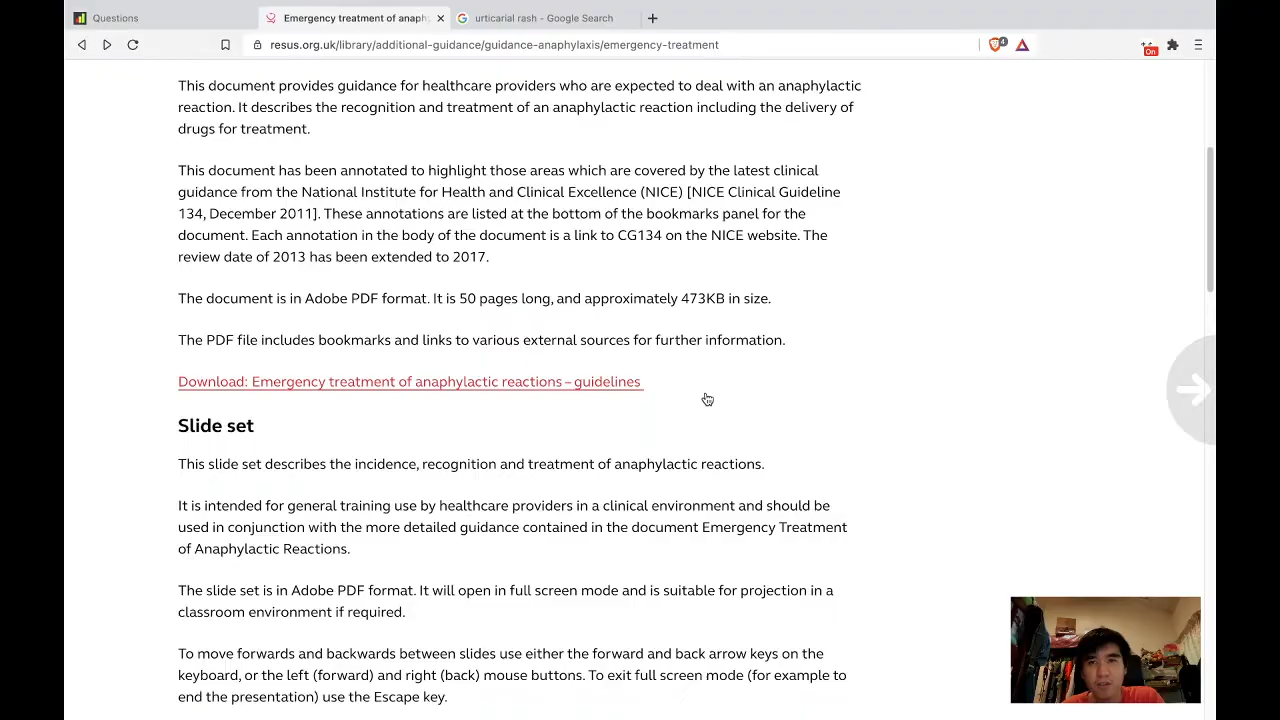 Questions
Emergency treatment of anaph
urticarial rash - Google Search
resus.org.uk/library/additional-guidance/guidance-anaphylaxis/emergency-treatment
4
On
This document provides guidance for healthcare providers who are expected to deal with an anaphylactic
reaction. It describes the recognition and treatment of an anaphylactic reaction including the delivery of
drugs for treatment.
This document has been annotated to highlight those areas which are covered by the latest clinical
guidance from the National Institute for Health and Clinical Excellence (NICE) [NICE Clinical Guideline
134, December 2011]. These annotations are listed at the bottom of the bookmarks panel for the
document. Each annotation in the body of the document is a link to CG134 on the NICE website. The
review date of 2013 has been extended to 2017.
The document is in Adobe PDF format. It is 50 pages long, and approximately 473KB in size.
The PDF file includes bookmarks and links to various external sources for further information.
Download: Emergency treatment of anaphylactic reactions – guidelines
Slide set
This slide set describes the incidence, recognition and treatment of anaphylactic reactions.
It is intended for general training use by healthcare providers in a clinical environment and should be
used in conjunction with the more detailed guidance contained in the document Emergency Treatment
of Anaphylactic Reactions.
The slide set is in Adobe PDF format. It will open in full screen mode and is suitable for projection in a
classroom environment if required.
To move forwards and backwards between slides use either the forward and back arrow keys on the
keyboard, or the left (forward) and right (back) mouse buttons. To exit full screen mode (for example to
end the presentation) use the Escape key.